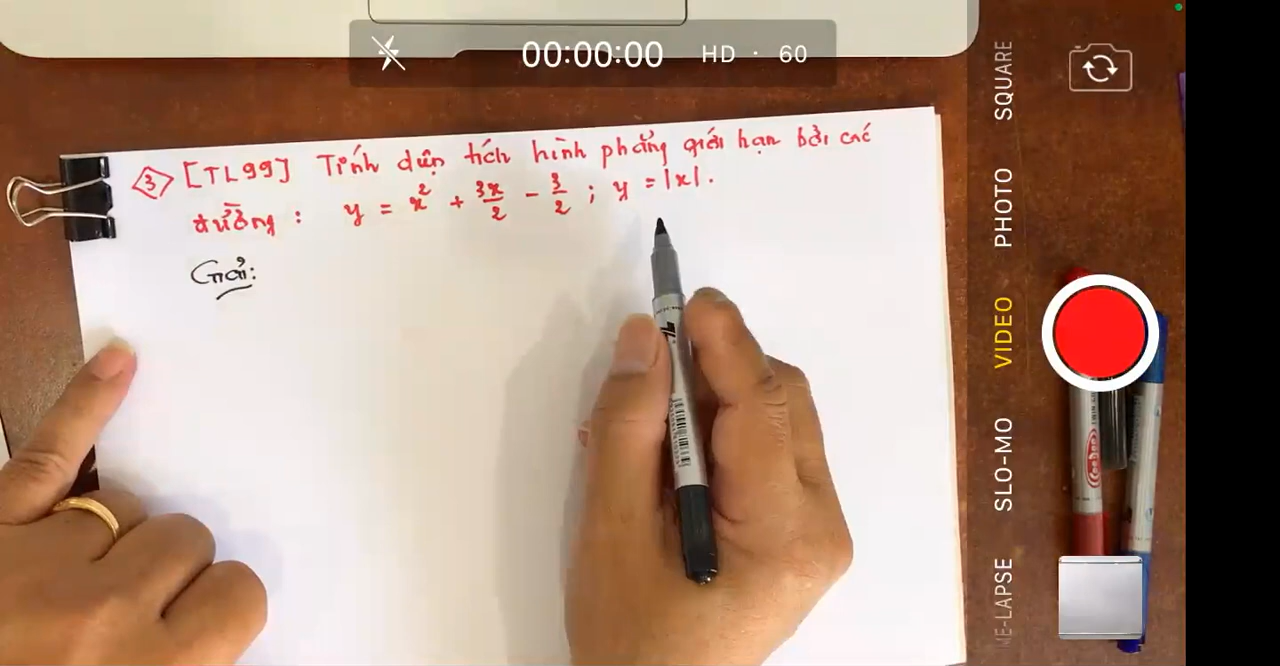 00:00:00 HD · 60
3 [TL99] Tính diện tích hình phẳng giới hạn bởi các
đường : y = x² + 3x/2 - 3/2 ; y = |x|.
Giải:
SQUARE
PHOTO
VIDEO
SLO-MO
ME-LAPSE